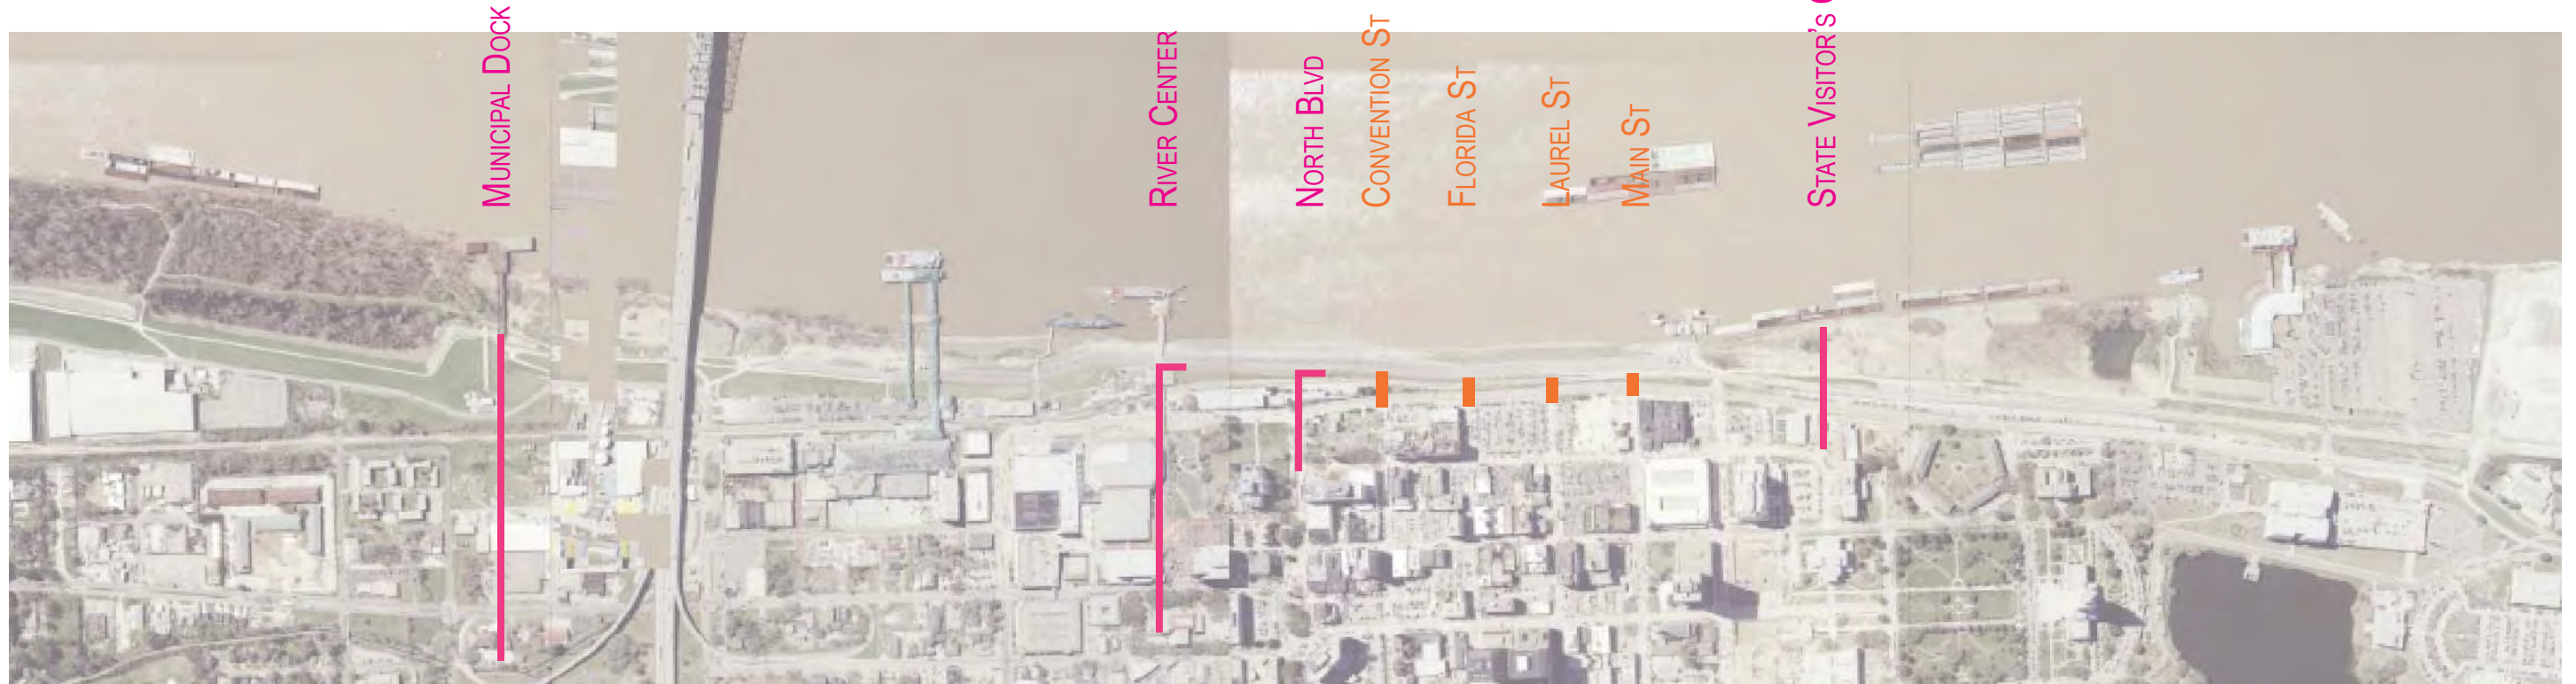 Municipal Dock
River Center
North Blvd
Convention St
Florida St
Laurel St
Main St
State Visitor's